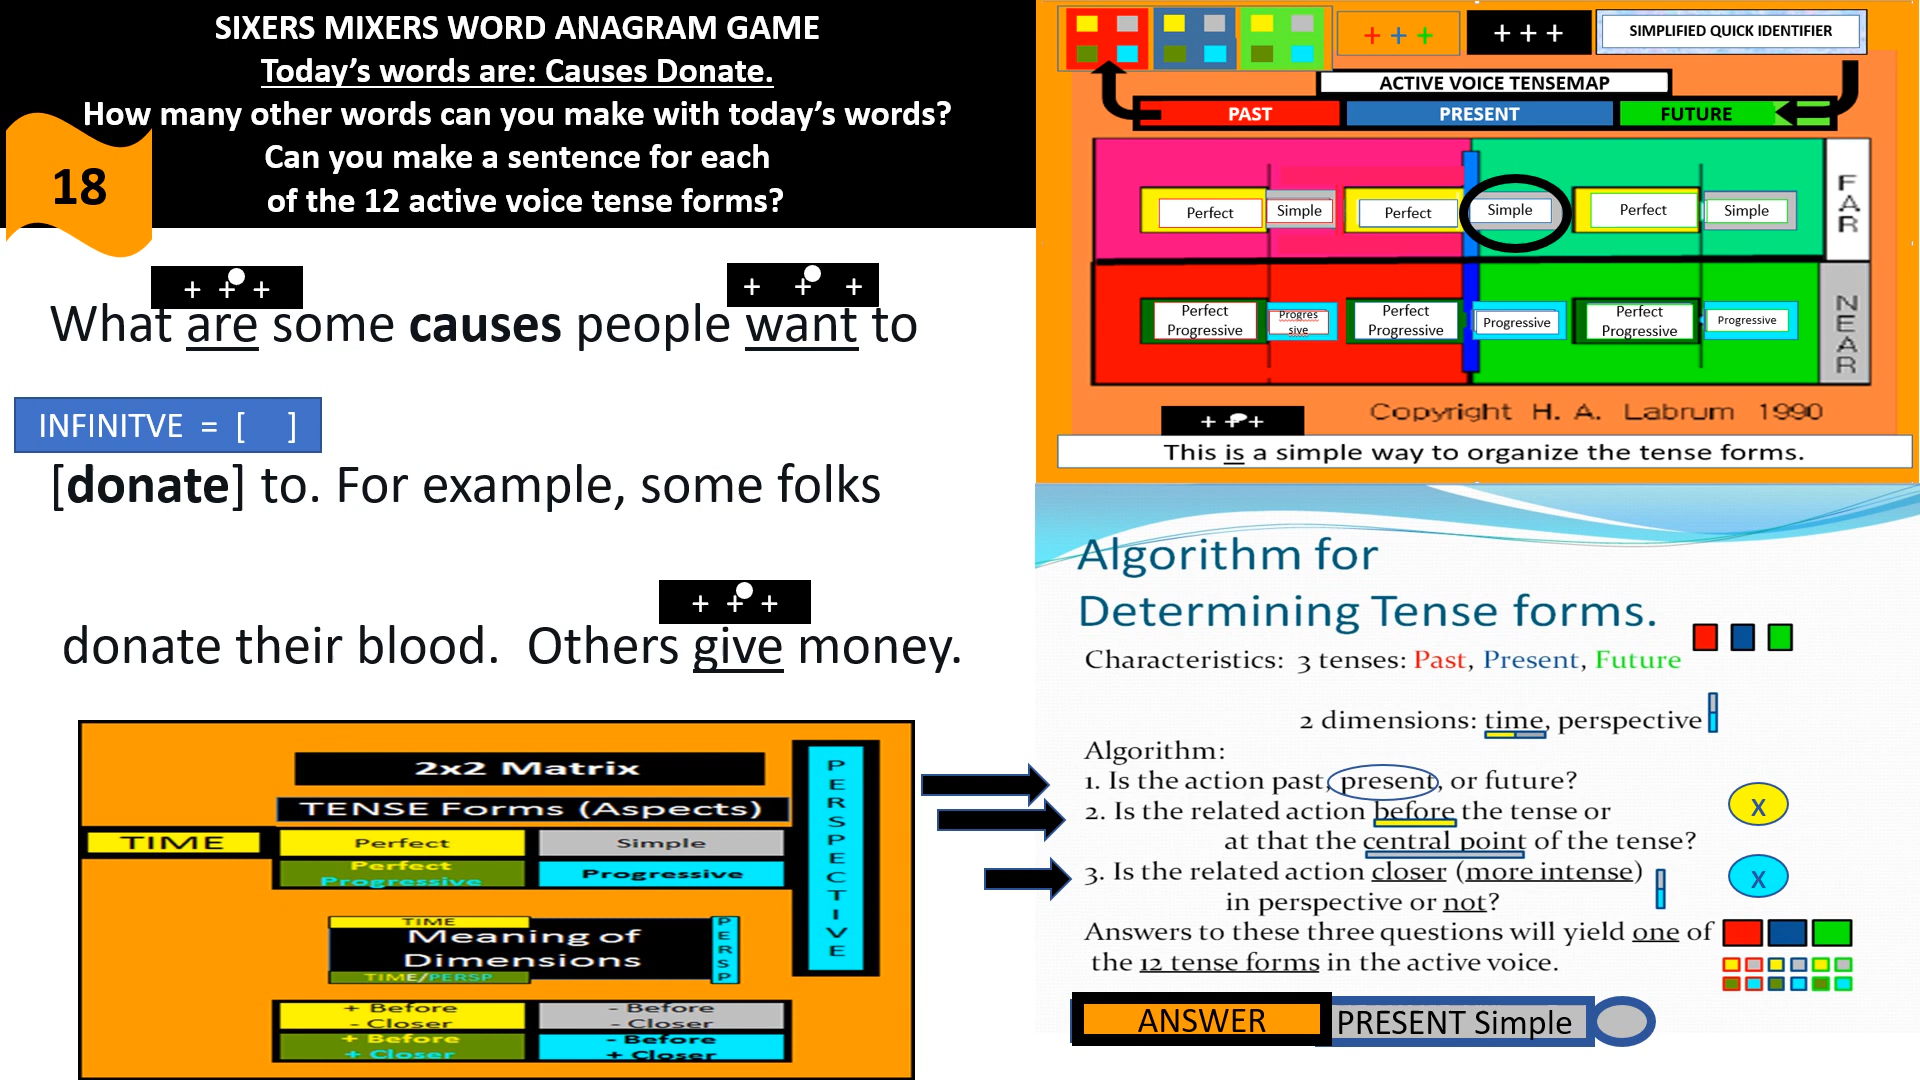 SIXERS MIXERS WORD ANAGRAM GAME
Today’s words are: Causes Donate.
How many other words can you make with today’s words?
Can you make a sentence for each
of the 12 active voice tense forms?
18
+ + +
+ + +
What are some causes people want to
INFINITVE = [ ]
[donate] to. For example, some folks
+ + +
donate their blood. Others give money.
2x2 Matrix
TENSE Forms (Aspects)
TIME
Perfect
Simple
Perfect
Progressive
Progressive
PERSPECTIVE
TIME
Meaning of
Dimensions
PERSP
TIME/PERSP
+ Before
- Closer
- Before
- Closer
+ Before
+ Closer
- Before
+ Closer
+ + +
+ + +
SIMPLIFIED QUICK IDENTIFIER
ACTIVE VOICE TENSEMAP
PAST
PRESENT
FUTURE
Perfect
Simple
Perfect
Simple
Perfect
Simple
FAR
Perfect
Progressive
Progres
sive
Perfect
Progressive
Progressive
Perfect
Progressive
Progressive
NEAR
Copyright H. A. Labrum 1990
+ + +
This is a simple way to organize the tense forms.
Algorithm for
Determining Tense forms.
Characteristics: 3 tenses: Past, Present, Future
2 dimensions: time, perspective
Algorithm:
1. Is the action past, present, or future?
2. Is the related action before the tense or
at that the central point of the tense?
X
3. Is the related action closer (more intense)
in perspective or not?
X
Answers to these three questions will yield one of
the 12 tense forms in the active voice.
ANSWER
PRESENT Simple